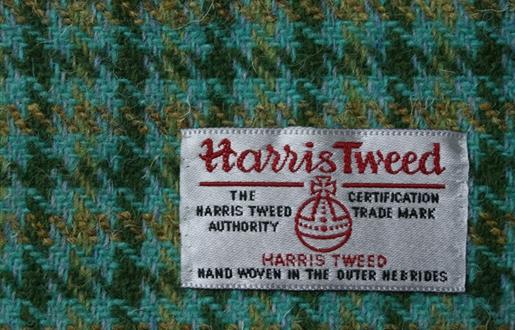 Harris Tweed
THE CERTIFICATION
HARRIS TWEED TRADE MARK
AUTHORITY
HARRIS TWEED
HAND WOVEN IN THE OUTER HEBRIDES